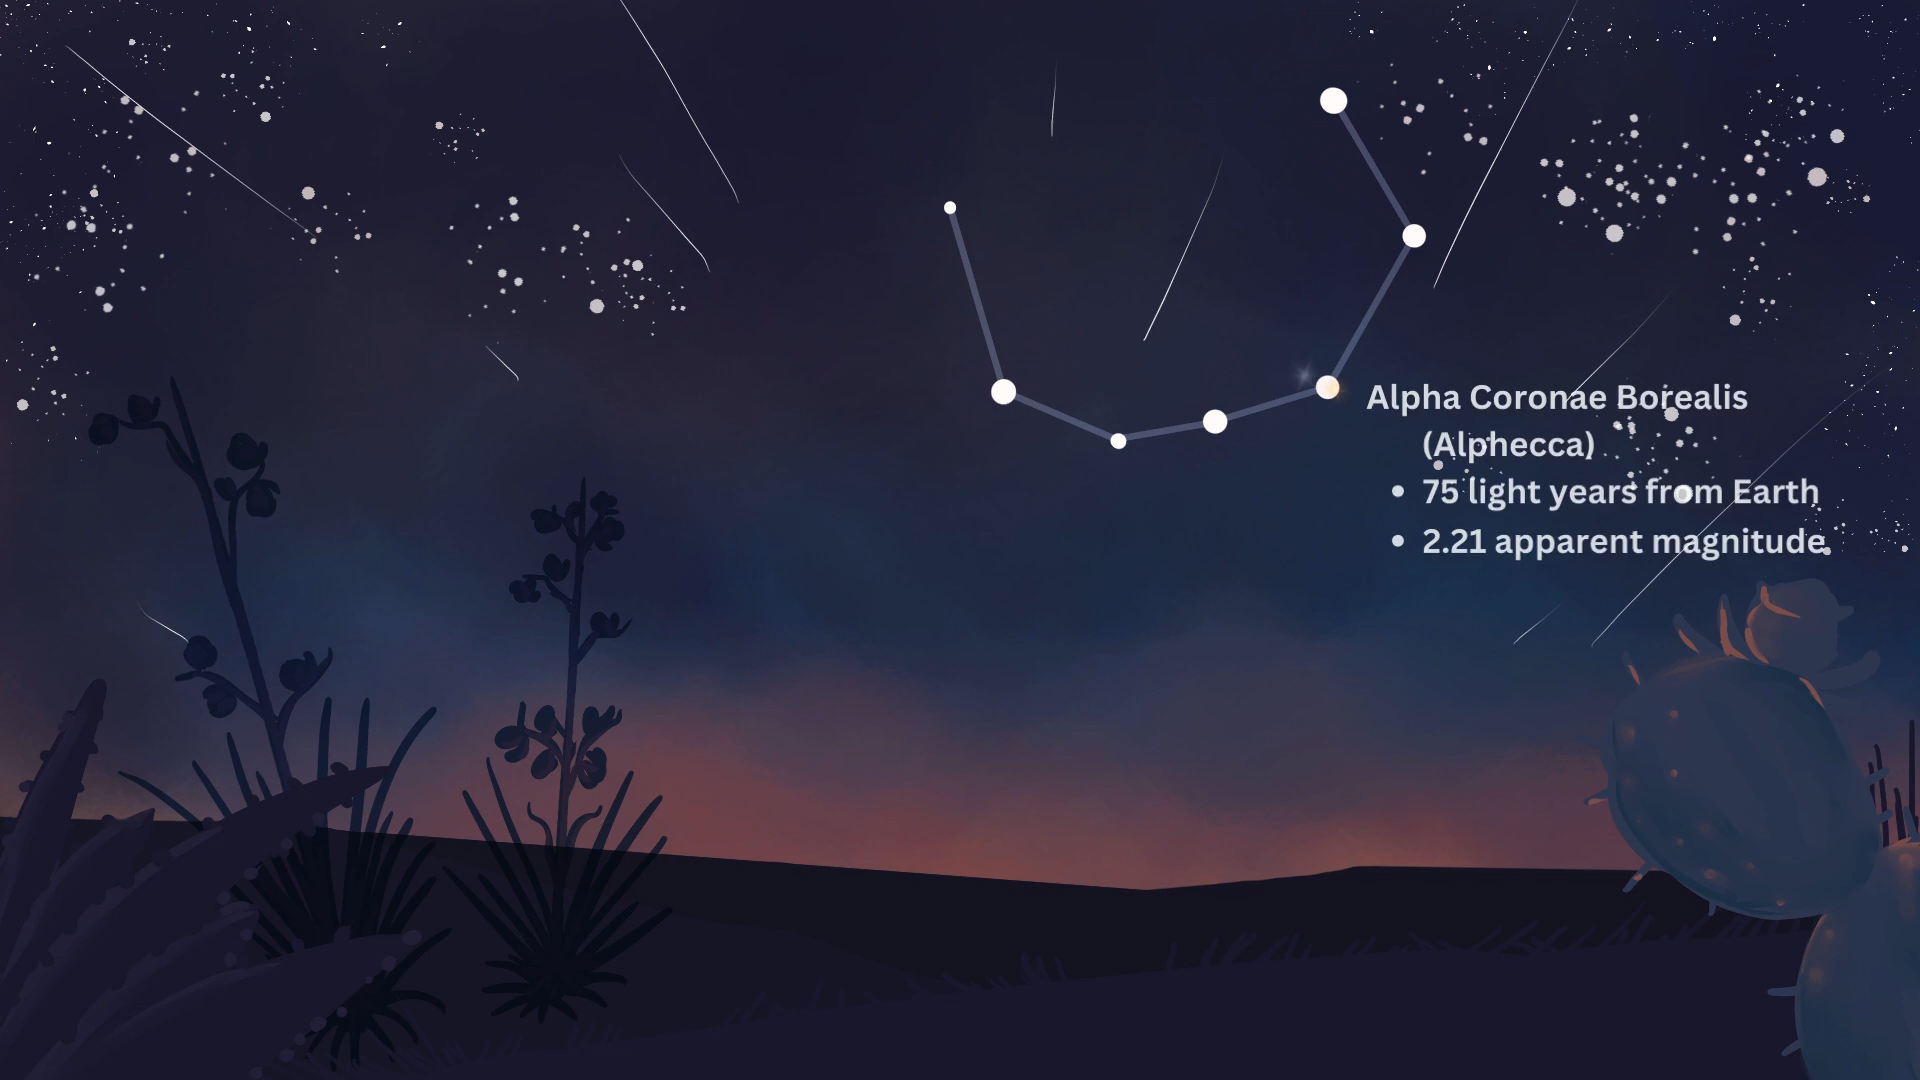 Alpha Coronae Borealis
(Alphecca)
• 75 light years from Earth
• 2.21 apparent magnitude